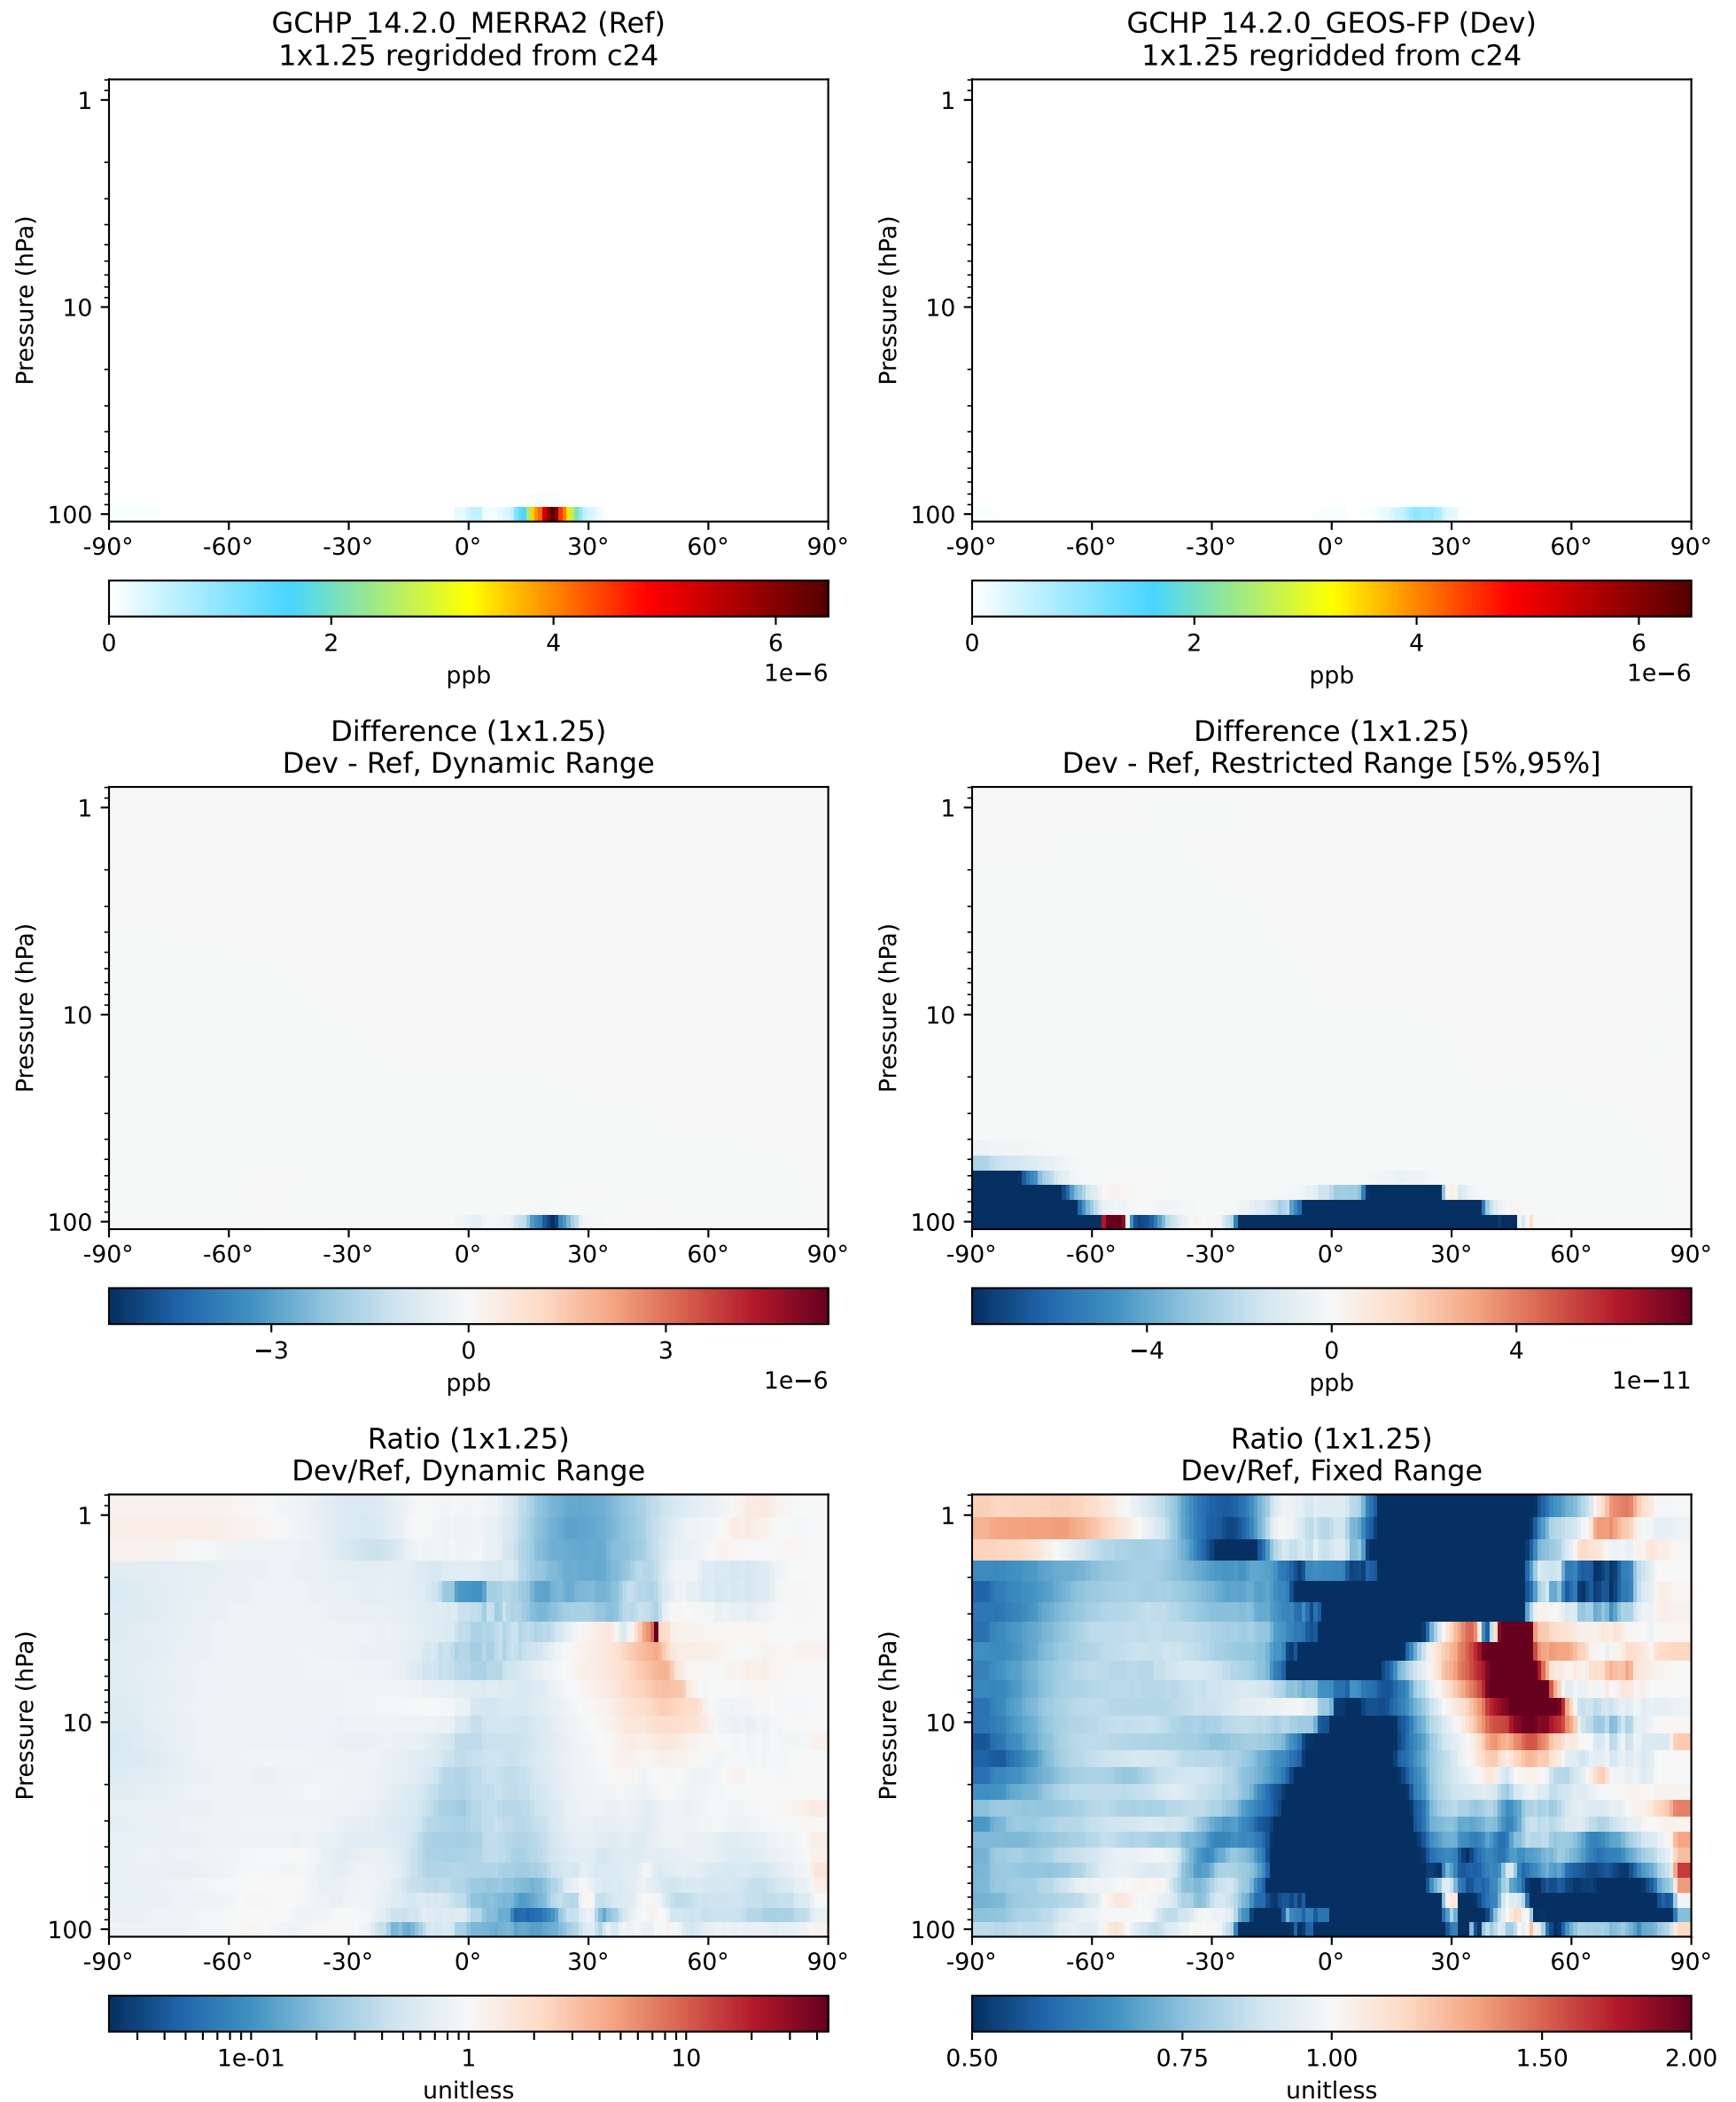 GCHP_14.2.0_MERRA2 (Ref)
1x1.25 regridded from c24
Pressure (hPa)
1
10
100
-90° -60° -30° 0° 30° 60° 90°
0 2 4 6
1e−6
ppb
GCHP_14.2.0_GEOS-FP (Dev)
1x1.25 regridded from c24
Pressure (hPa)
1
10
100
-90° -60° -30° 0° 30° 60° 90°
0 2 4 6
1e−6
ppb
Difference (1x1.25)
Dev - Ref, Dynamic Range
Pressure (hPa)
1
10
100
-90° -60° -30° 0° 30° 60° 90°
−3 0 3
1e−6
ppb
Difference (1x1.25)
Dev - Ref, Restricted Range [5%,95%]
Pressure (hPa)
1
10
100
-90° -60° -30° 0° 30° 60° 90°
−4 0 4
1e−11
ppb
Ratio (1x1.25)
Dev/Ref, Dynamic Range
Pressure (hPa)
1
10
100
-90° -60° -30° 0° 30° 60° 90°
1e-01 1 10
unitless
Ratio (1x1.25)
Dev/Ref, Fixed Range
Pressure (hPa)
1
10
100
-90° -60° -30° 0° 30° 60° 90°
0.50 0.75 1.00 1.50 2.00
unitless